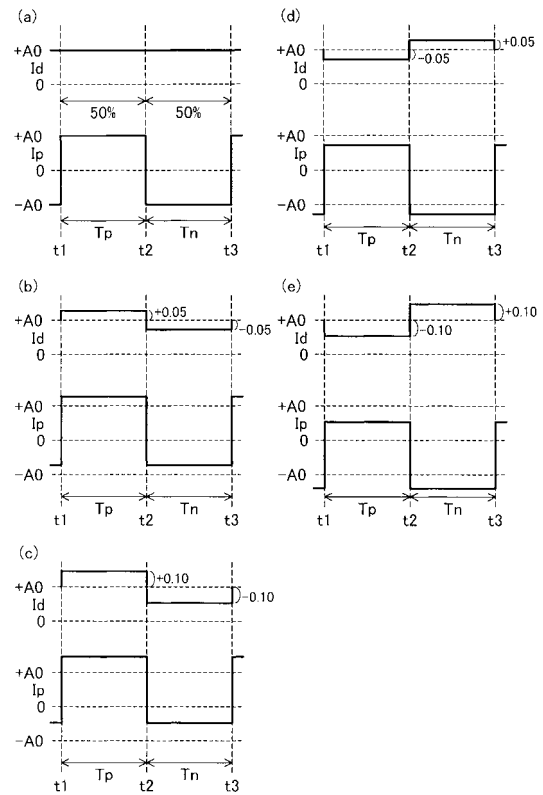 (a)
+A0
Id
0
50% 50%
+A0
Ip
0
−A0
Tp Tn
t1 t2 t3
(b)
+A0
Id
0
+0.05
−0.05
+A0
Ip
0
−A0
Tp Tn
t1 t2 t3
(c)
+A0
Id
0
+0.10
−0.10
+A0
Ip
0
−A0
Tp Tn
t1 t2 t3
(d)
+A0
Id
0
−0.05
+0.05
+A0
Ip
0
−A0
Tp Tn
t1 t2 t3
(e)
+A0
Id
0
−0.10
+0.10
+A0
Ip
0
−A0
Tp Tn
t1 t2 t3